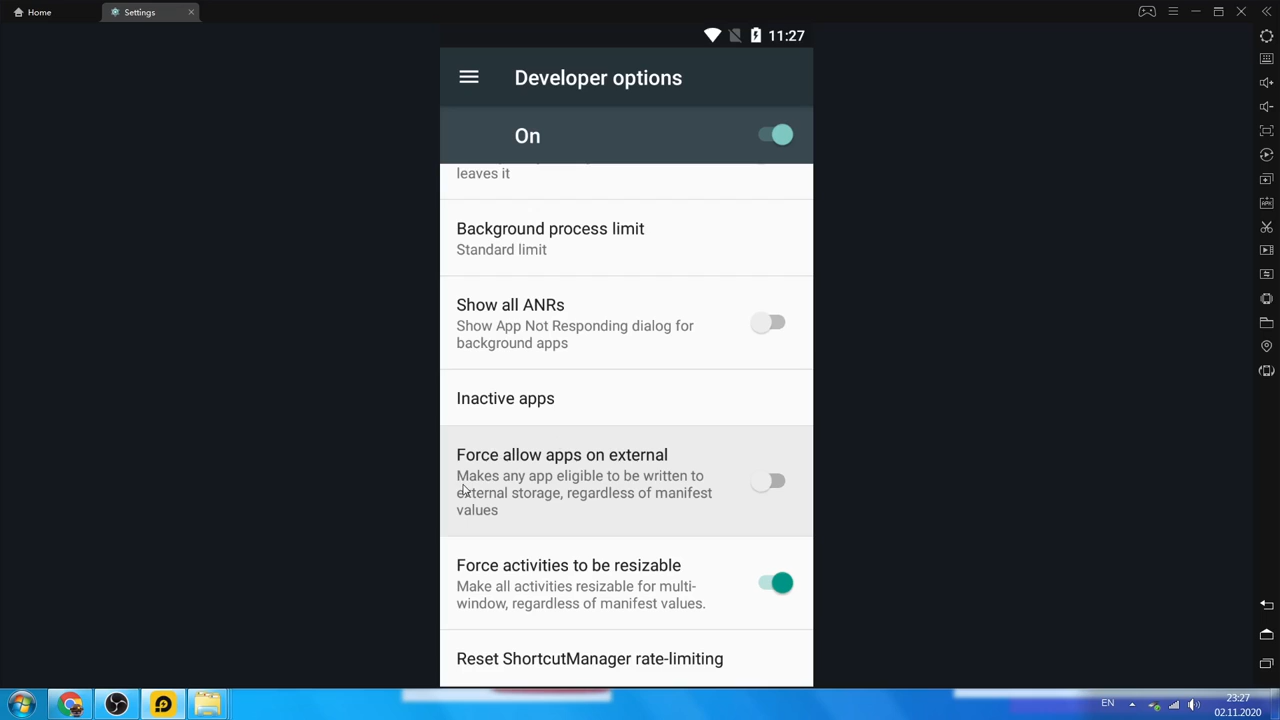 Home
Settings
11:27
Developer options
On
leaves it
Background process limit
Standard limit
Show all ANRs
Show App Not Responding dialog for
background apps
Inactive apps
Force allow apps on external
Makes any app eligible to be written to
external storage, regardless of manifest
values
Force activities to be resizable
Make all activities resizable for multi-
window, regardless of manifest values.
Reset ShortcutManager rate-limiting
EN
23:27
02.11.2020